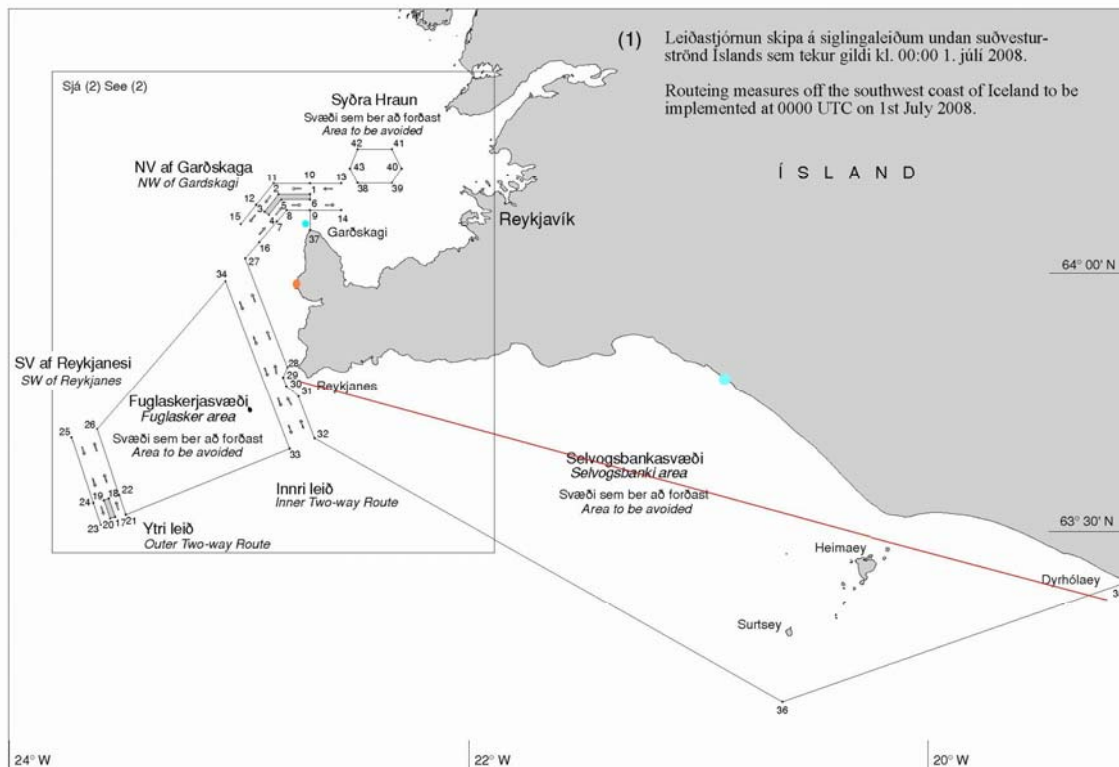 (1) Leiðastjórnun skipa á siglingaleiðum undan suðvestur-
strönd Íslands sem tekur gildi kl. 00:00 1. júlí 2008.
Routeing measures off the southwest coast of Iceland to be
implemented at 0000 UTC on 1st July 2008.
Sjá (2) See (2)
Syðra Hraun
Svæði sem ber að forðast
Area to be avoided
42
41
43
40
38
39
NV af Garðskaga
NW of Gardskagi
11
10
13
2
1
12
5
6
3
8
9
14
15
4
7
Garðskagi
37
16
27
34
Reykjavík
ÍSLAND
64° 00' N
SV af Reykjanesi
SW of Reykjanes
28
29
30
Reykjanes
31
Fuglaskerjasvæði
Fuglasker area
Svæði sem ber að forðast
Area to be avoided
25
26
32
33
Innri leið
Inner Two-way Route
Selvogsbankasvæði
Selvogsbanki area
Svæði sem ber að forðast
Area to be avoided
24
19
18
22
23
20
17
21
Ytri leið
Outer Two-way Route
63° 30' N
Heimaey
Dyrhólaey
Surtsey
36
24° W
22° W
20° W